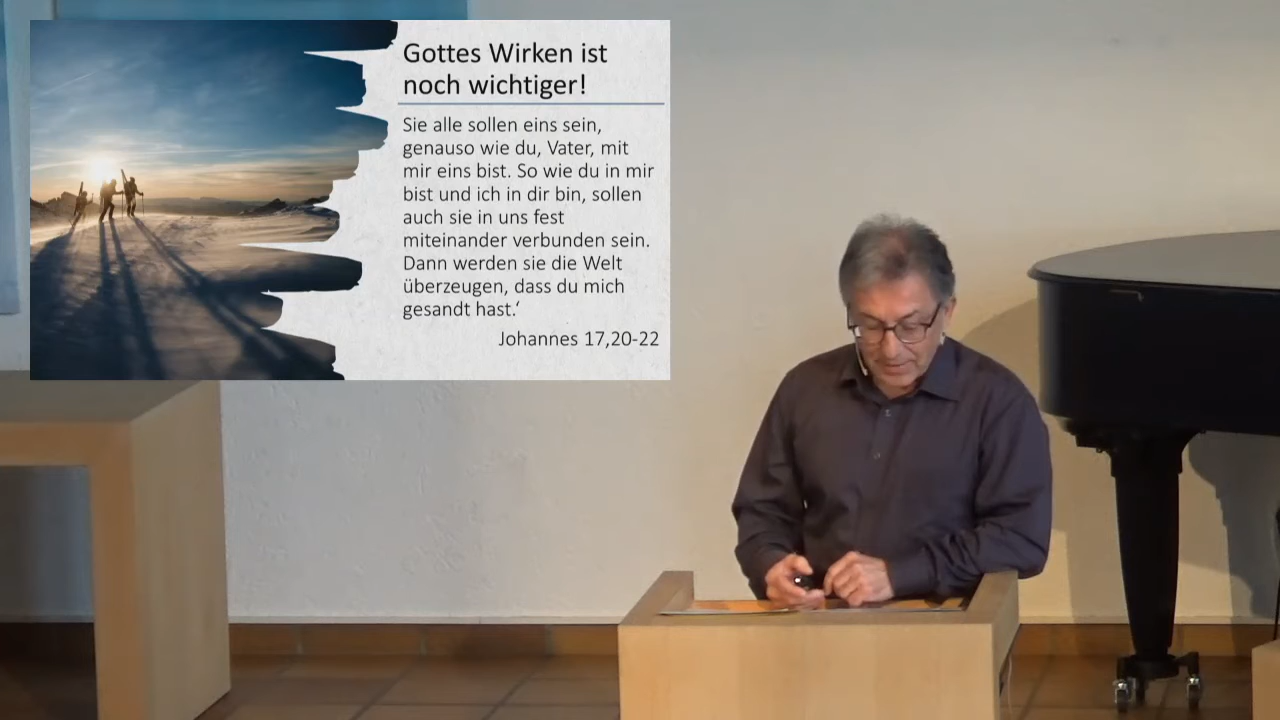 Gottes Wirken ist
noch wichtiger!
Sie alle sollen eins sein,
genauso wie du, Vater, mit
mir eins bist. So wie du in mir
bist und ich in dir bin, sollen
auch sie in uns fest
miteinander verbunden sein.
Dann werden sie die Welt
überzeugen, dass du mich
gesandt hast.‘
Johannes 17,20-22